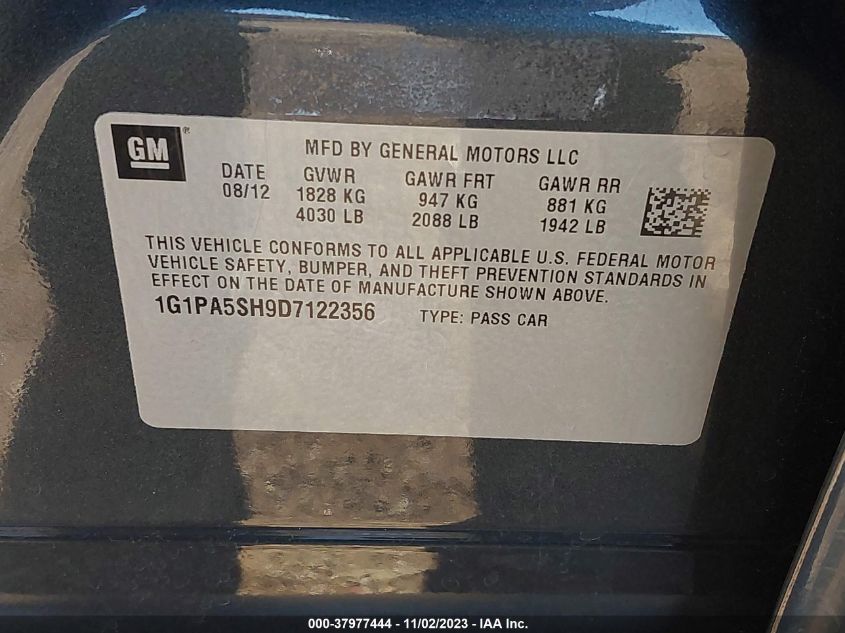 GM®
MFD BY GENERAL MOTORS LLC
DATE GVWR GAWR FRT GAWR RR
08/12 1828 KG 947 KG 881 KG
4030 LB 2088 LB 1942 LB
THIS VEHICLE CONFORMS TO ALL APPLICABLE U.S. FEDERAL MOTOR
VEHICLE SAFETY, BUMPER, AND THEFT PREVENTION STANDARDS IN
EFFECT ON THE DATE OF MANUFACTURE SHOWN ABOVE.
1G1PA5SH9D7122356 TYPE: PASS CAR
000-37977444 - 11/02/2023 - IAA Inc.